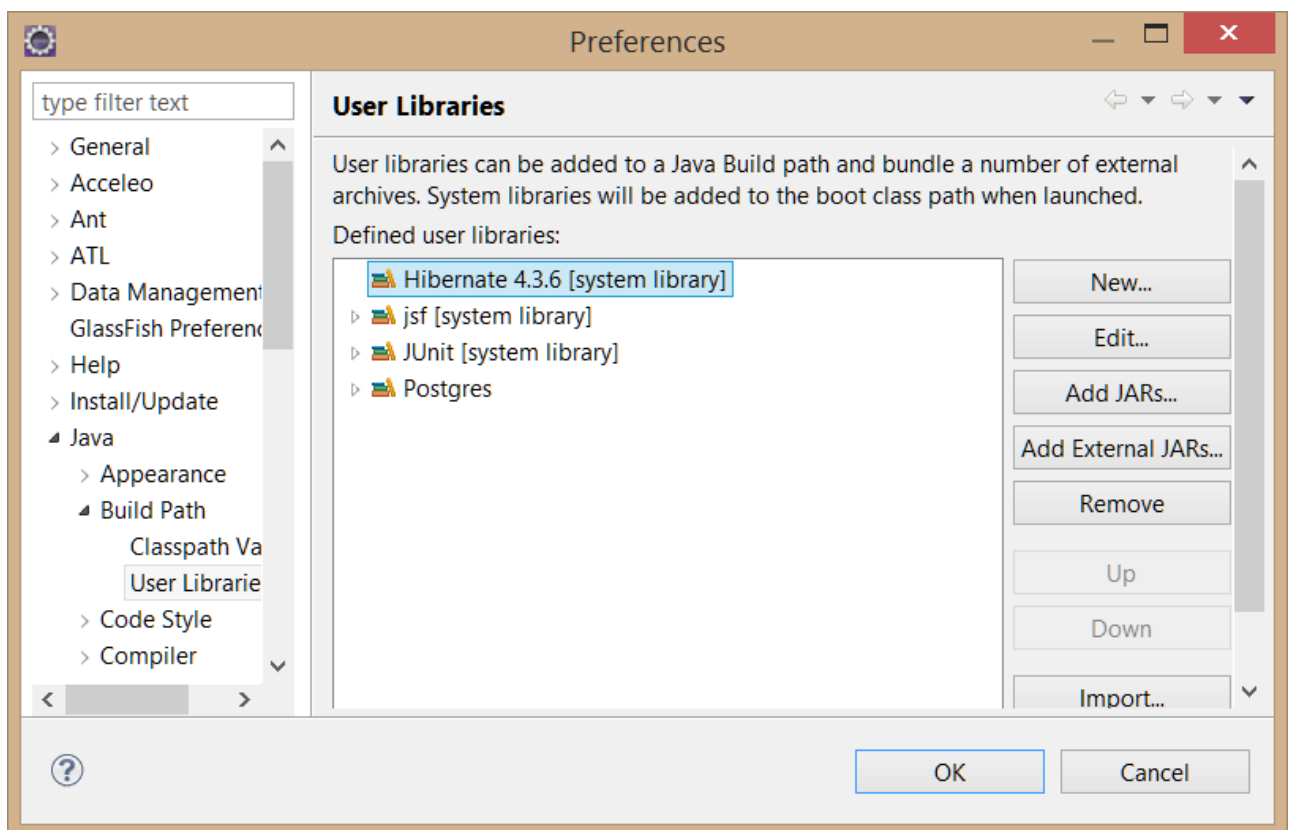 Preferences
type filter text
General
Acceleo
Ant
ATL
Data Management
GlassFish Preferenc
Help
Install/Update
Java
Appearance
Build Path
Classpath Va
User Librarie
Code Style
Compiler
User Libraries
User libraries can be added to a Java Build path and bundle a number of external
archives. System libraries will be added to the boot class path when launched.
Defined user libraries:
Hibernate 4.3.6 [system library]
jsf [system library]
JUnit [system library]
Postgres
New...
Edit...
Add JARs...
Add External JARs...
Remove
Up
Down
Import...
OK
Cancel